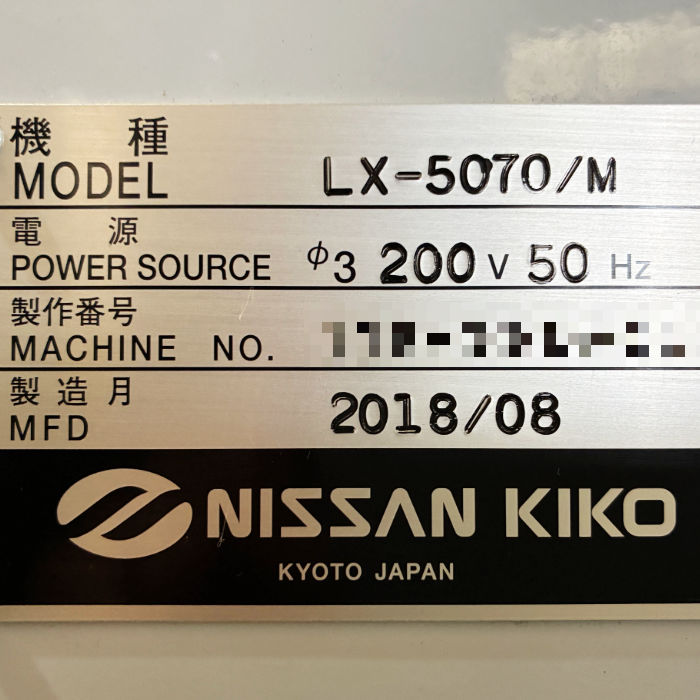 機 種
MODEL LX-5070/M
電 源
POWER SOURCE φ3 200 V 50 Hz
製作番号
MACHINE NO.
製造月
MFD 2018/08
NISSAN KIKO
KYOTO JAPAN